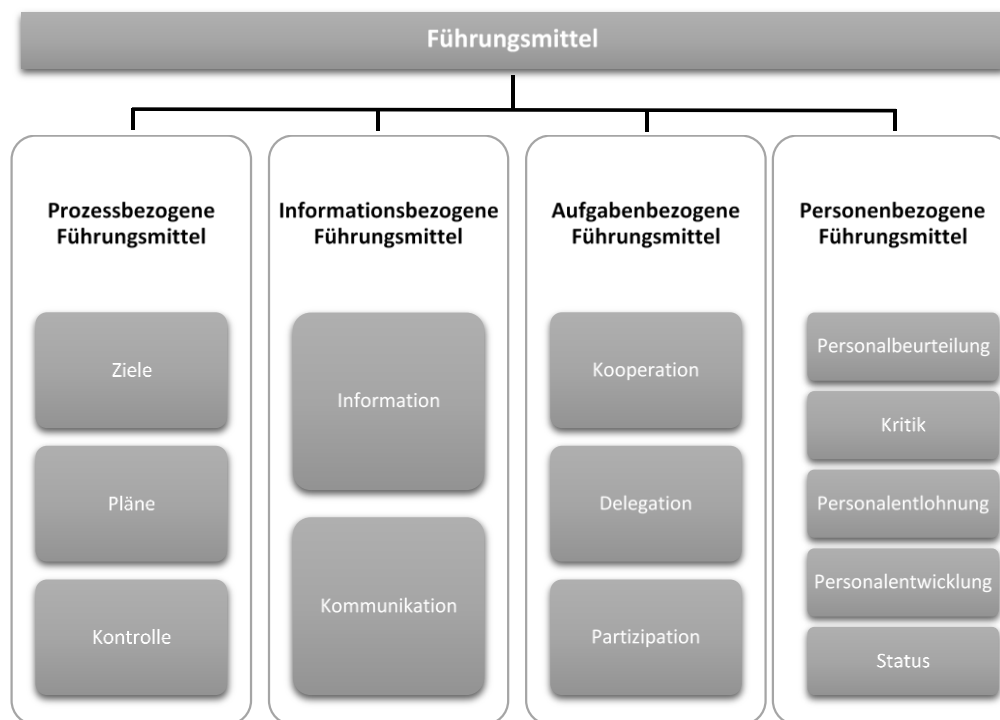 Führungsmittel
Prozessbezogene
Führungsmittel
Ziele
Pläne
Kontrolle
Informationsbezogene
Führungsmittel
Information
Kommunikation
Aufgabenbezogene
Führungsmittel
Kooperation
Delegation
Partizipation
Personenbezogene
Führungsmittel
Personalbeurteilung
Kritik
Personalentlohnung
Personalentwicklung
Status